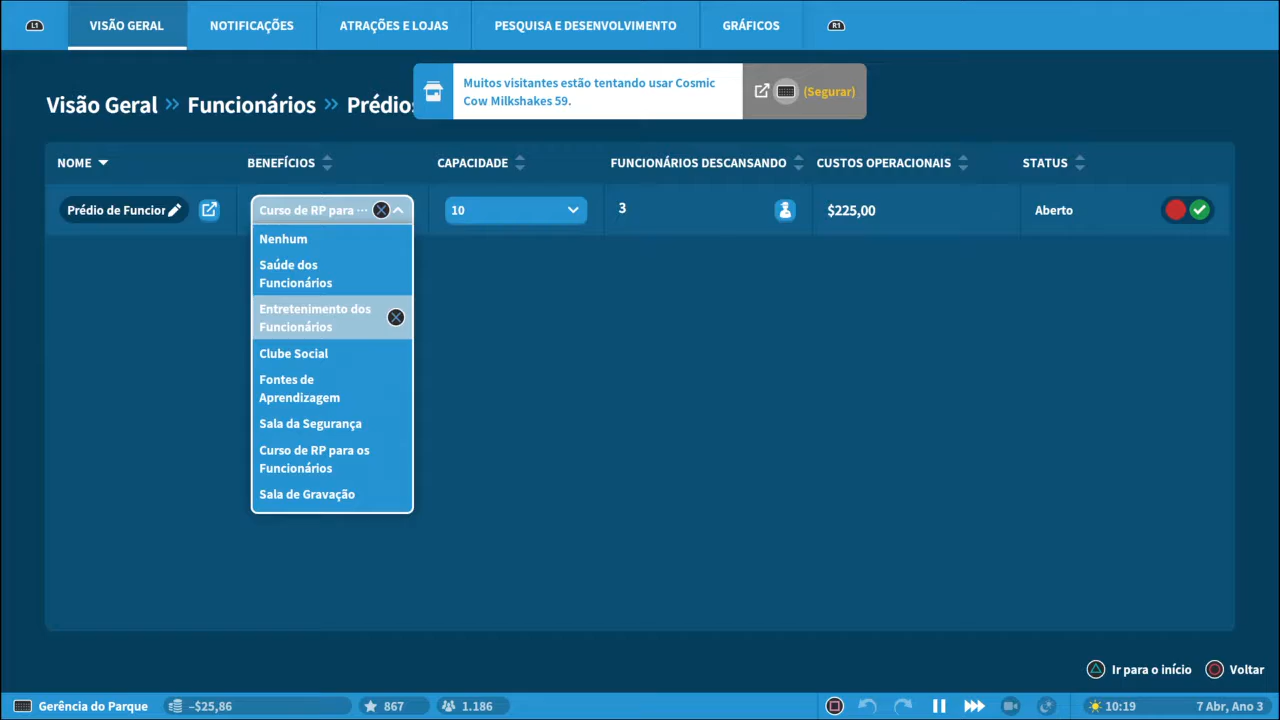 L1
VISÃO GERAL
NOTIFICAÇÕES
ATRAÇÕES E LOJAS
PESQUISA E DESENVOLVIMENTO
GRÁFICOS
R1
Visão Geral » Funcionários » Prédios
Muitos visitantes estão tentando usar Cosmic
Cow Milkshakes 59.
(Segurar)
NOME
BENEFÍCIOS
CAPACIDADE
FUNCIONÁRIOS DESCANSANDO
CUSTOS OPERACIONAIS
STATUS
Prédio de Funcior
Curso de RP para ...
10
3
$225,00
Aberto
Nenhum
Saúde dos
Funcionários
Entretenimento dos
Funcionários
Clube Social
Fontes de
Aprendizagem
Sala da Segurança
Curso de RP para os
Funcionários
Sala de Gravação
Ir para o início
Voltar
Gerência do Parque
–$25,86
867
1.186
10:19
7 Abr, Ano 3